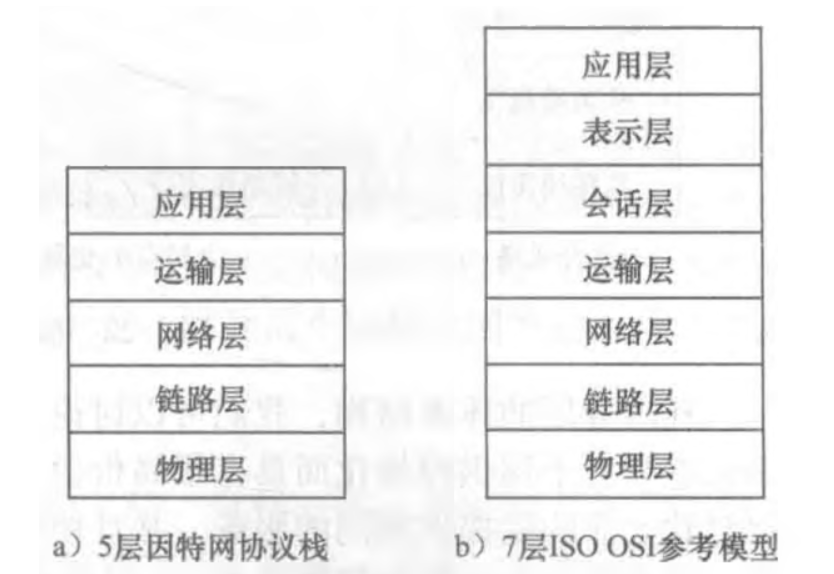 应用层
运输层
网络层
链路层
物理层
a）5层因特网协议栈
应用层
表示层
会话层
运输层
网络层
链路层
物理层
b）7层ISO OSI参考模型